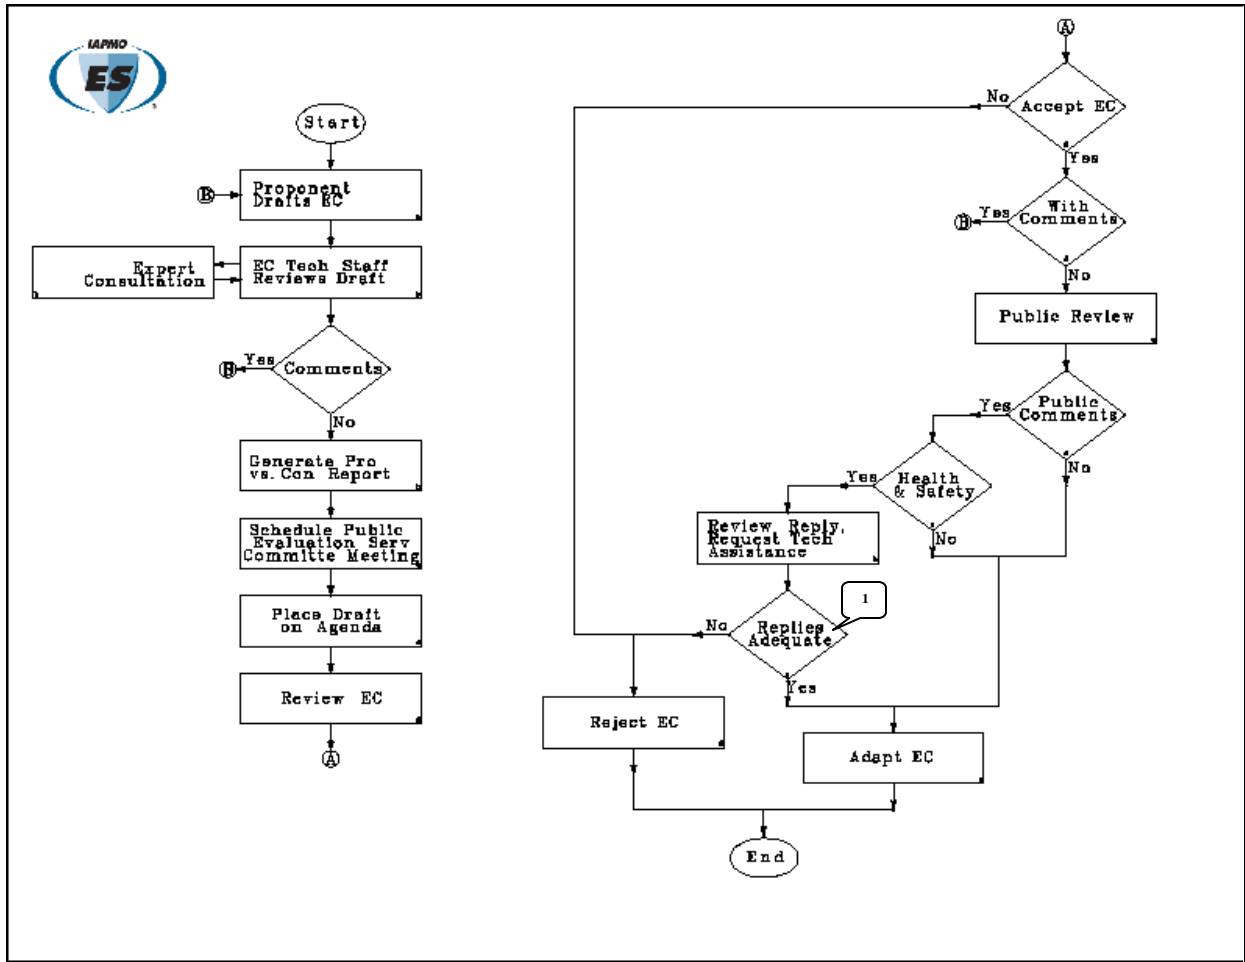 IAPMO
ES
Start
B
Proponent
Drafts EC
Expert
Consultation
EC Tech Staff
Reviews Draft
B
Yes
Comments
No
Generate Pro
vs. Con Report
Schedule Public
Evaluation Serv
Committe Meeting
Place Draft
on Agenda
Review EC
A
A
No
Accept EC
Yes
B
Yes
With
Comments
No
Public Review
Yes
Public
Comments
No
Yes
Health
& Safety
No
Review Reply,
Request Tech
Assistance
1
No
Replies
Adequate
Yes
Reject EC
Adapt EC
End